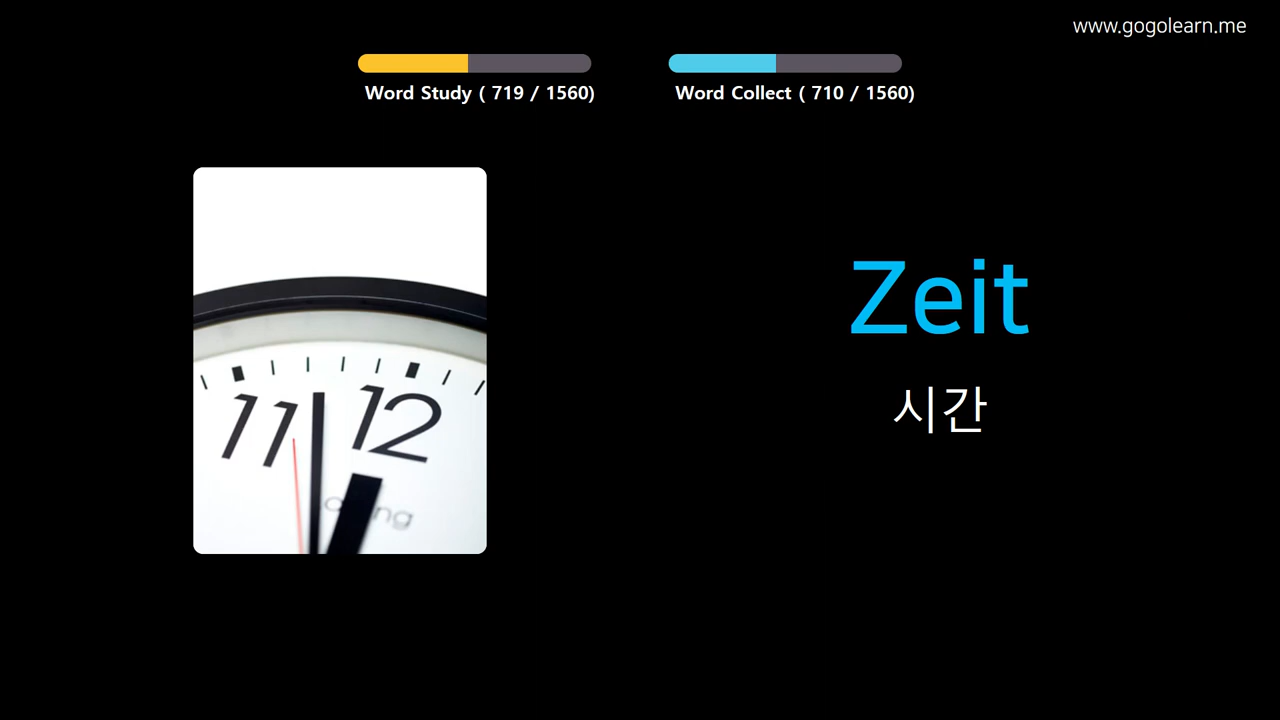 www.gogolearn.me
Word Study ( 719 / 1560)
Word Collect ( 710 / 1560)
11
12
Zeit
시간